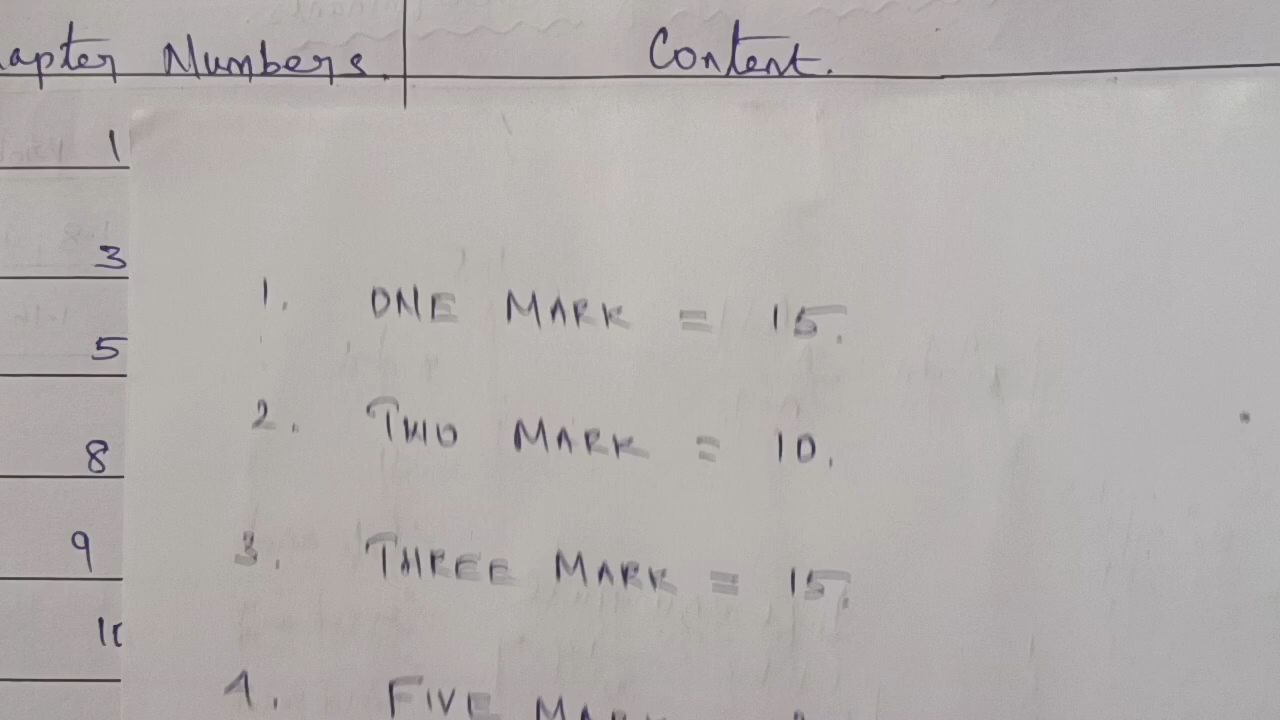 apter Numbers. Content.
1
3
1. ONE MARK = 15.
5
2. TWO MARK = 10.
8
9
3. THREE MARK = 15.
4. FIVE MARK